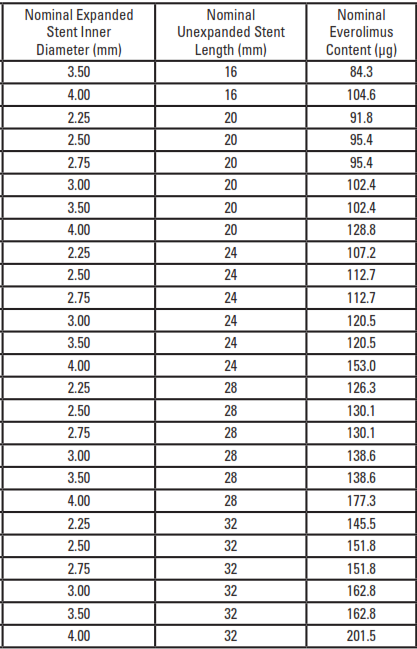 Nominal Expanded Stent Inner Diameter (mm) Nominal Unexpanded Stent Length (mm) Nominal Everolimus Content (µg)
3.50 16 84.3
4.00 16 104.6
2.25 20 91.8
2.50 20 95.4
2.75 20 95.4
3.00 20 102.4
3.50 20 102.4
4.00 20 128.8
2.25 24 107.2
2.50 24 112.7
2.75 24 112.7
3.00 24 120.5
3.50 24 120.5
4.00 24 153.0
2.25 28 126.3
2.50 28 130.1
2.75 28 130.1
3.00 28 138.6
3.50 28 138.6
4.00 28 177.3
2.25 32 145.5
2.50 32 151.8
2.75 32 151.8
3.00 32 162.8
3.50 32 162.8
4.00 32 201.5